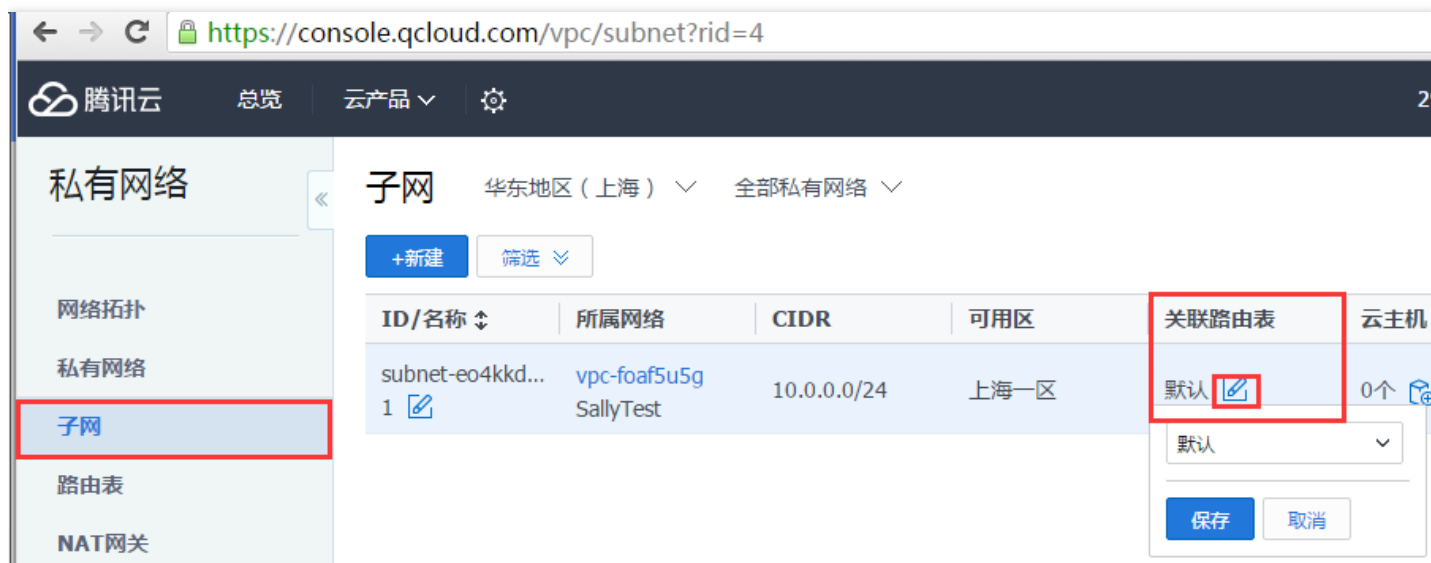 https://console.qcloud.com/vpc/subnet?rid=4
腾讯云 总览 云产品
私有网络
网络拓扑
私有网络
子网
路由表
NAT网关
子网 华东地区（上海） 全部私有网络
+新建 筛选
ID/名称 所属网络 CIDR 可用区 关联路由表 云主机
subnet-eo4kkd... vpc-foaf5u5g 10.0.0.0/24 上海一区 默认 0个
1 SallyTest
默认
保存 取消